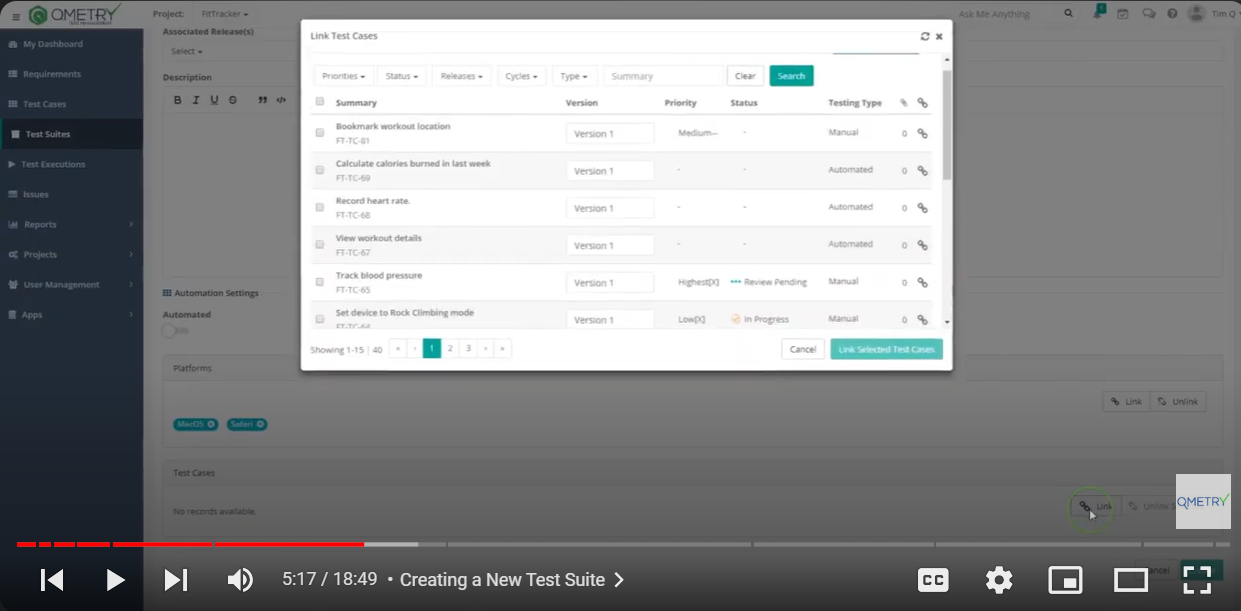 QMETRY
TEST MANAGEMENT
Project: FitTracker
Ask Me Anything
Tim Q
My Dashboard
Requirements
Test Cases
Test Suites
Test Executions
Issues
Reports
Projects
User Management
Apps
Associated Release(s)
Select
Description
B I U S
Automation Settings
Automated
Platforms
Link Unlink
MacOS Safari
Test Cases
No records available.
Link Unlink
Link Test Cases
Priorities Status Releases Cycles Type Summary Clear Search
Summary Version Priority Status Testing Type
Bookmark workout location Version 1 Medium-- - Manual 0
FT-TC-81
Calculate calories burned in last week Version 1 - - Automated 0
FT-TC-69
Record heart rate. Version 1 - - Automated 0
FT-TC-68
View workout details Version 1 - - Automated 0
FT-TC-67
Track blood pressure Version 1 Highest[X] Review Pending Manual 0
FT-TC-65
Set device to Rock Climbing mode Version 1 Low[X] In Progress Manual 0
FT-TC-64
Showing 1-15 | 40 « ‹ 1 2 3 › » Cancel Link Selected Test Cases
QMETRY
5:17 / 18:49 • Creating a New Test Suite
CC